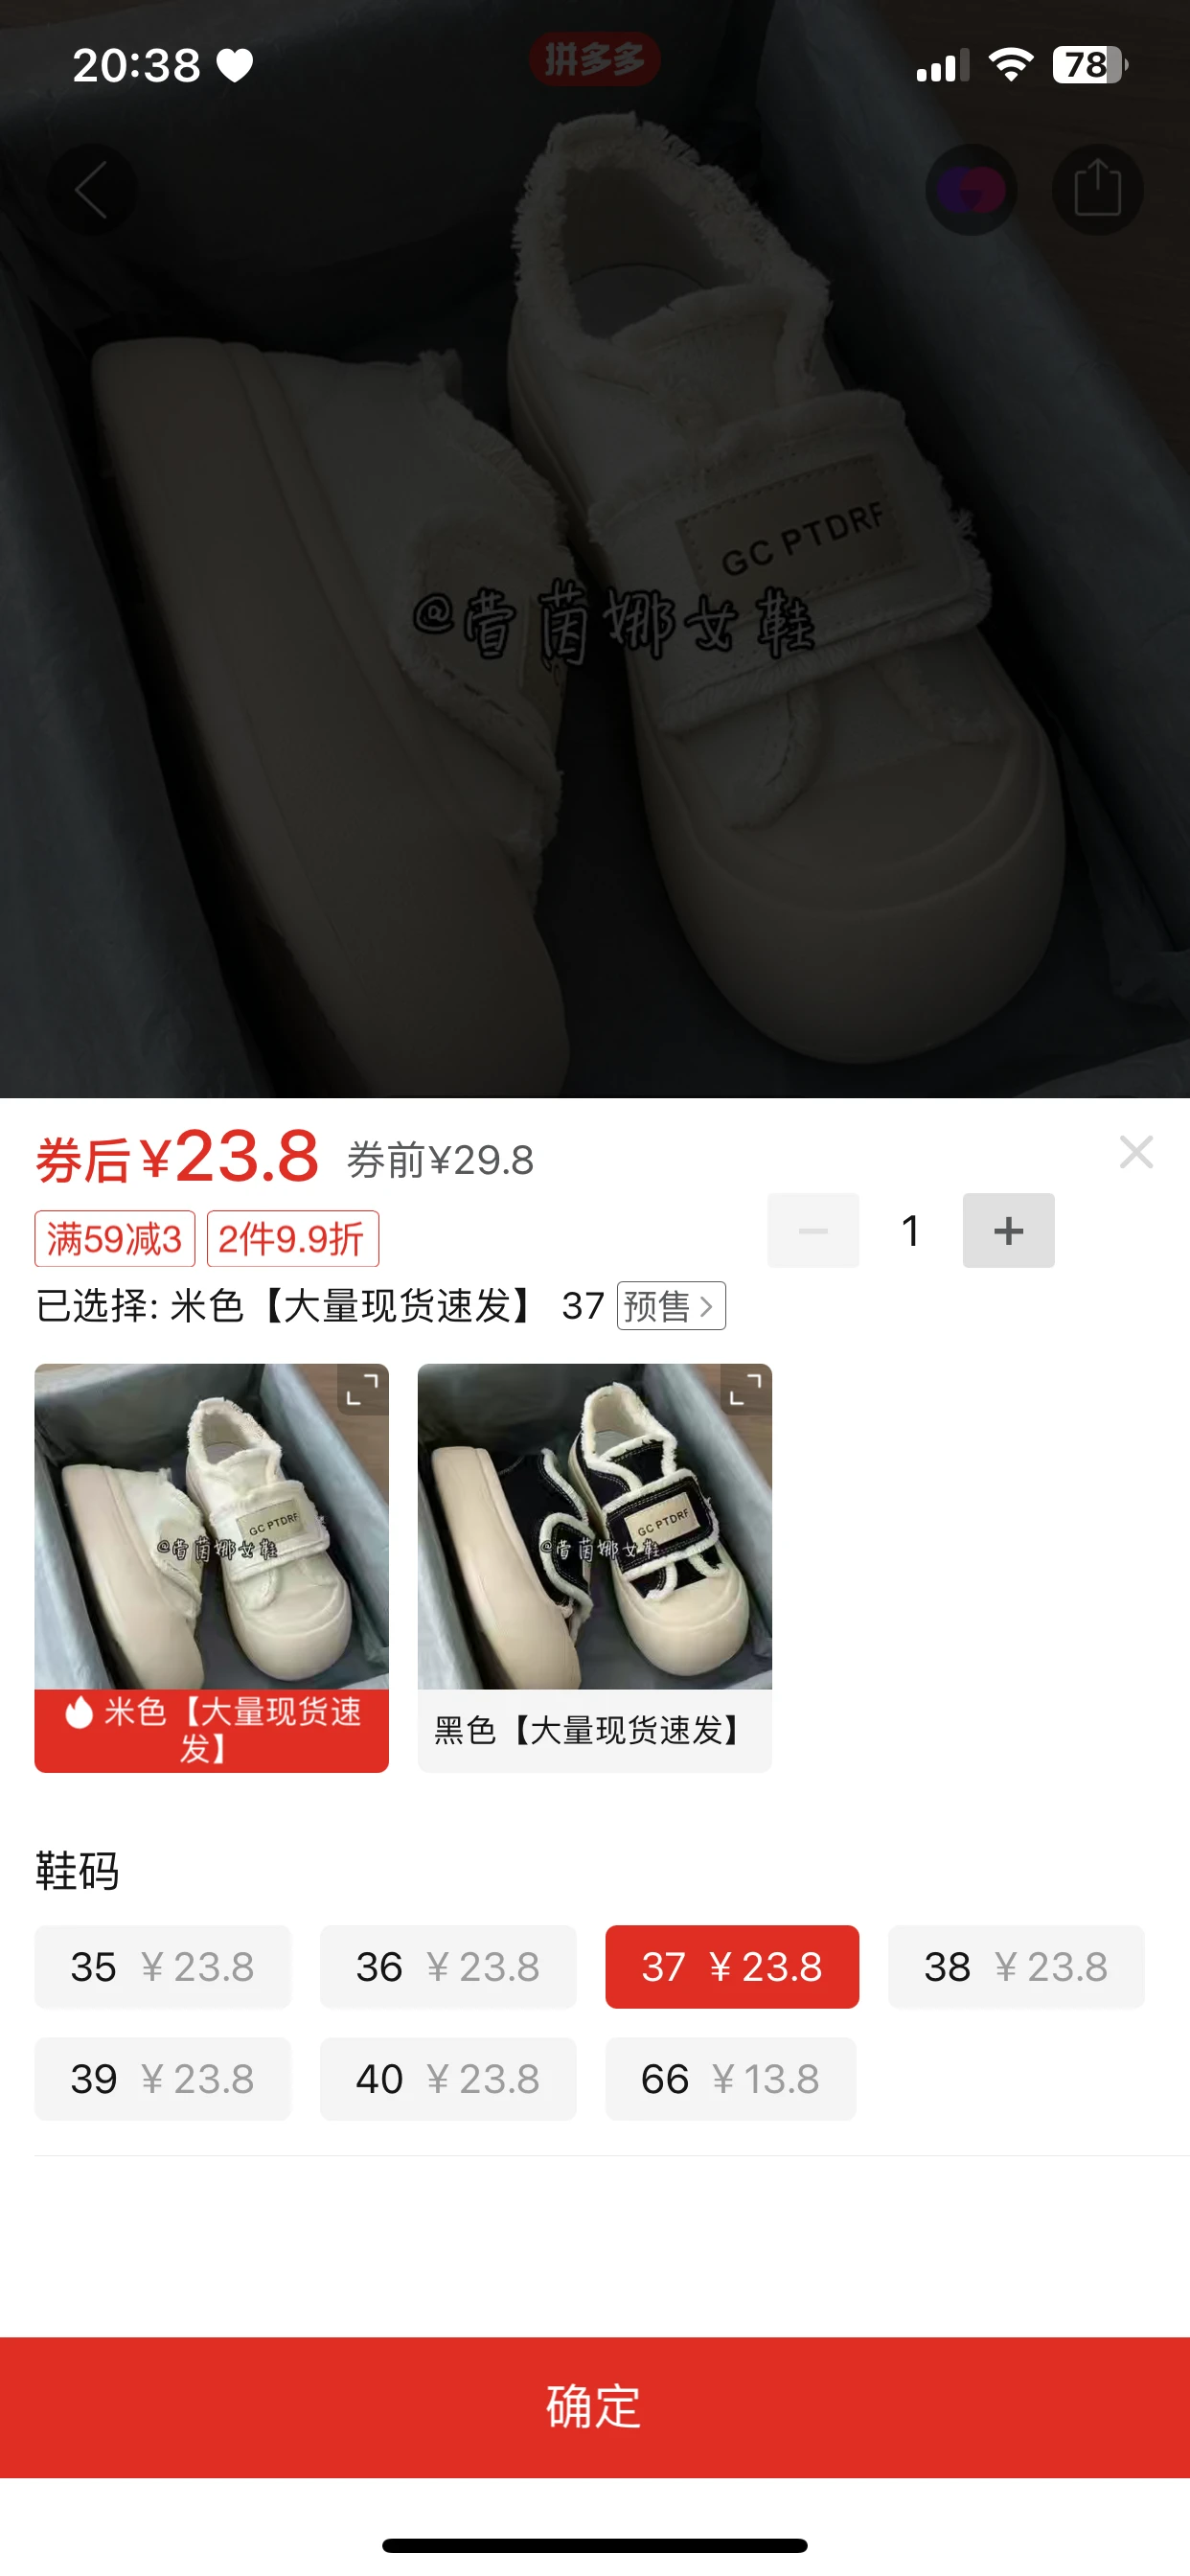 20:38
拼多多
78
GC PTDRF
@萱茵娜女鞋
券后¥23.8 券前¥29.8
满59减3 2件9.9折
1
已选择: 米色【大量现货速发】 37 预售
GC PTDRF
@萱茵娜女鞋
GC PTDRF
@萱茵娜女鞋
米色【大量现货速
发】
黑色【大量现货速发】
鞋码
35 ¥23.8 36 ¥23.8 37 ¥23.8 38 ¥23.8
39 ¥23.8 40 ¥23.8 66 ¥13.8
确定